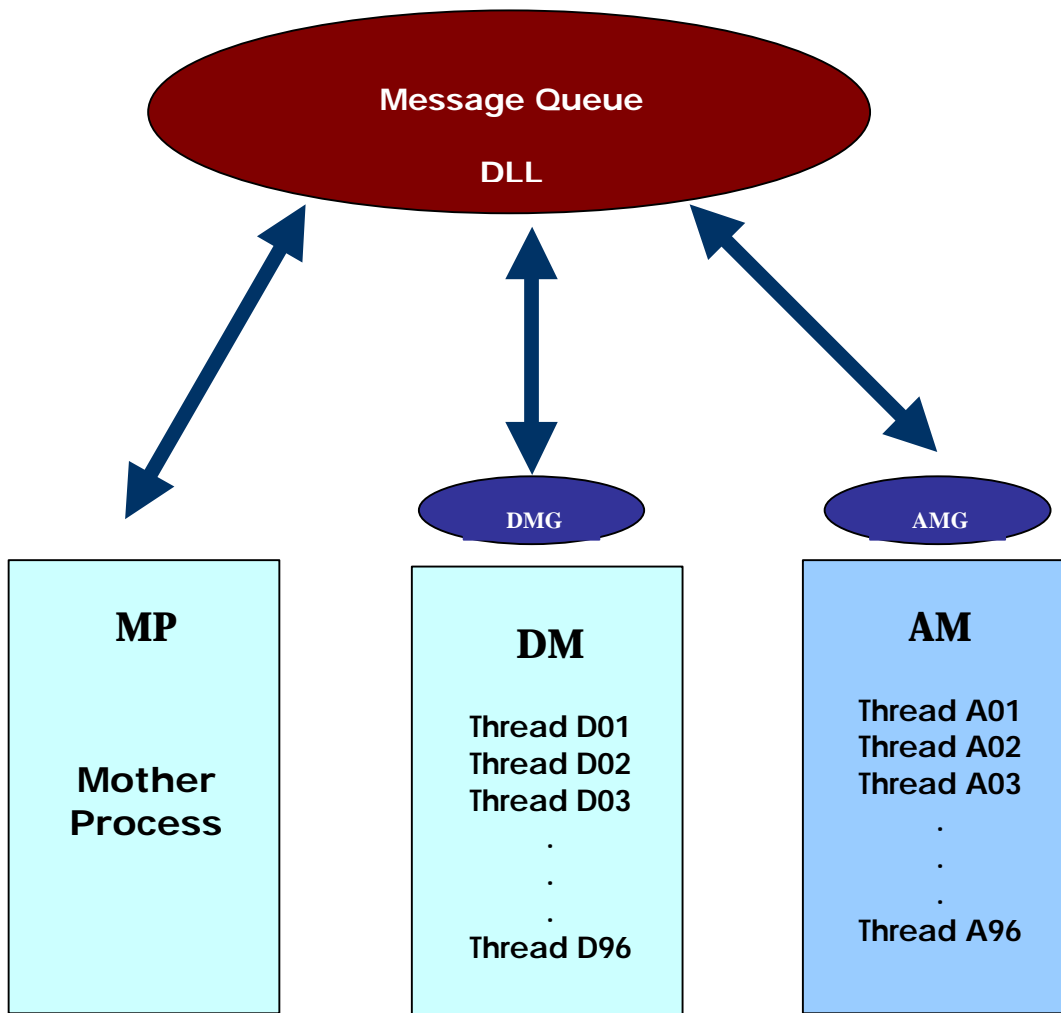 Message Queue
DLL
DMG
AMG
MP
Mother
Process
DM
Thread D01
Thread D02
Thread D03
.
.
.
Thread D96
AM
Thread A01
Thread A02
Thread A03
.
.
.
Thread A96